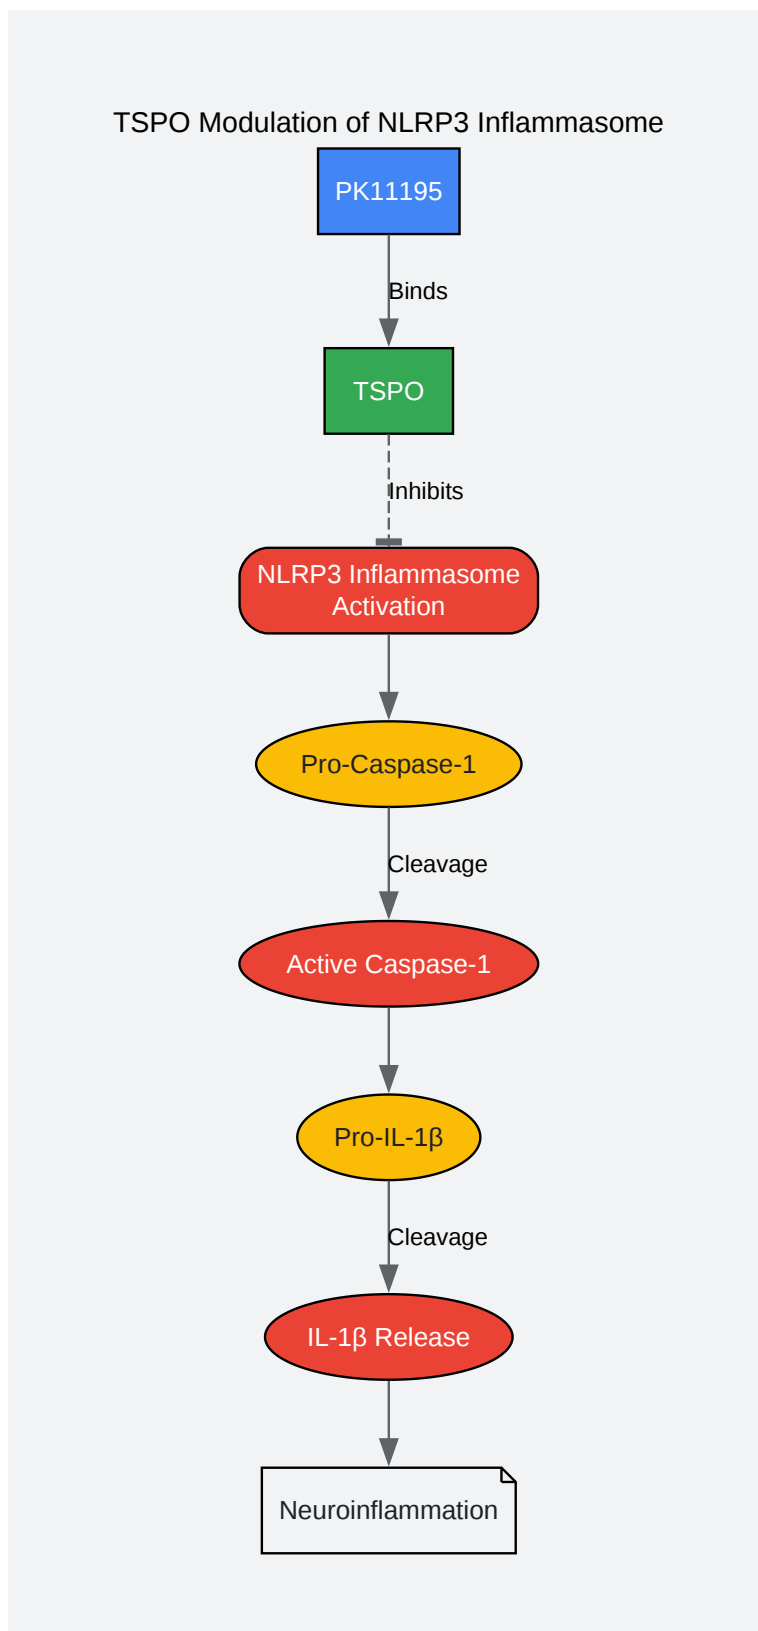 TSPO Modulation of NLRP3 Inflammasome
PK11195
Binds
TSPO
Inhibits
NLRP3 Inflammasome
Activation
Pro-Caspase-1
Cleavage
Active Caspase-1
Pro-IL-1β
Cleavage
IL-1β Release
Neuroinflammation